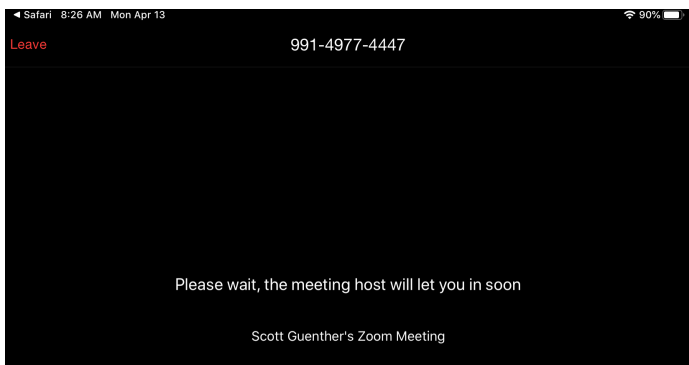 ◀ Safari 8:26 AM Mon Apr 13 90%
Leave 991-4977-4447
Please wait, the meeting host will let you in soon
Scott Guenther's Zoom Meeting